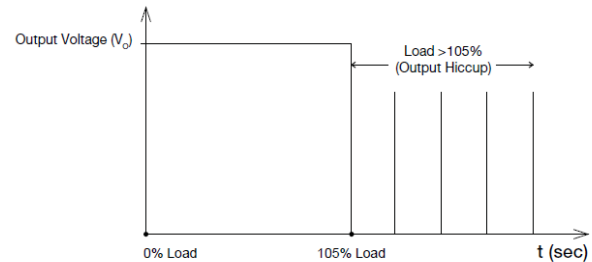 Output Voltage (Vo)
Load >105%
(Output Hiccup)
0% Load
105% Load
t (sec)